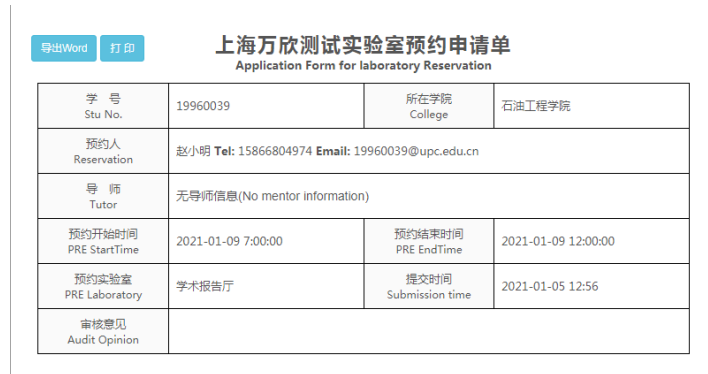 导出Word 打 印
上海万欣测试实验室预约申请单
Application Form for laboratory Reservation
学 号 19960039 所在学院 石油工程学院
Stu No. College
预约人 赵小明 Tel: 15866804974 Email: 19960039@upc.edu.cn
Reservation
导 师 无导师信息(No mentor information)
Tutor
预约开始时间 2021-01-09 7:00:00 预约结束时间 2021-01-09 12:00:00
PRE StartTime PRE EndTime
预约实验室 学术报告厅 提交时间 2021-01-05 12:56
PRE Laboratory Submission time
审核意见
Audit Opinion